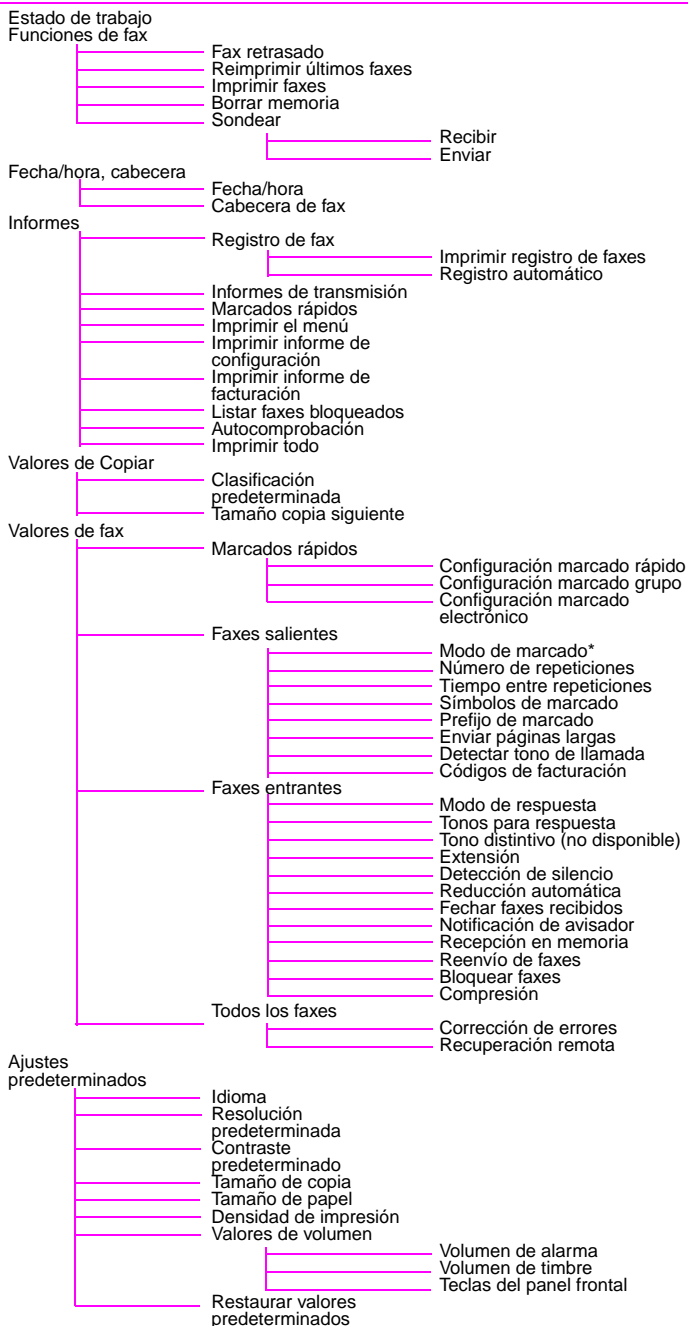 Estado de trabajo
Funciones de fax
Fax retrasado
Reimprimir últimos faxes
Imprimir faxes
Borrar memoria
Sondear
Recibir
Enviar
Fecha/hora, cabecera
Fecha/hora
Cabecera de fax
Informes
Registro de fax
Imprimir registro de faxes
Registro automático
Informes de transmisión
Marcados rápidos
Imprimir el menú
Imprimir informe de
configuración
Imprimir informe de
facturación
Listar faxes bloqueados
Autocomprobación
Imprimir todo
Valores de Copiar
Clasificación
predeterminada
Tamaño copia siguiente
Valores de fax
Marcados rápidos
Configuración marcado rápido
Configuración marcado grupo
Configuración marcado
electrónico
Faxes salientes
Modo de marcado*
Número de repeticiones
Tiempo entre repeticiones
Símbolos de marcado
Prefijo de marcado
Enviar páginas largas
Detectar tono de llamada
Códigos de facturación
Faxes entrantes
Modo de respuesta
Tonos para respuesta
Tono distintivo (no disponible)
Extensión
Detección de silencio
Reducción automática
Fechar faxes recibidos
Notificación de avisador
Recepción en memoria
Reenvío de faxes
Bloquear faxes
Compresión
Todos los faxes
Corrección de errores
Recuperación remota
Ajustes
predeterminados
Idioma
Resolución
predeterminada
Contraste
predeterminado
Tamaño de copia
Tamaño de papel
Densidad de impresión
Valores de volumen
Volumen de alarma
Volumen de timbre
Teclas del panel frontal
Restaurar valores
predeterminados